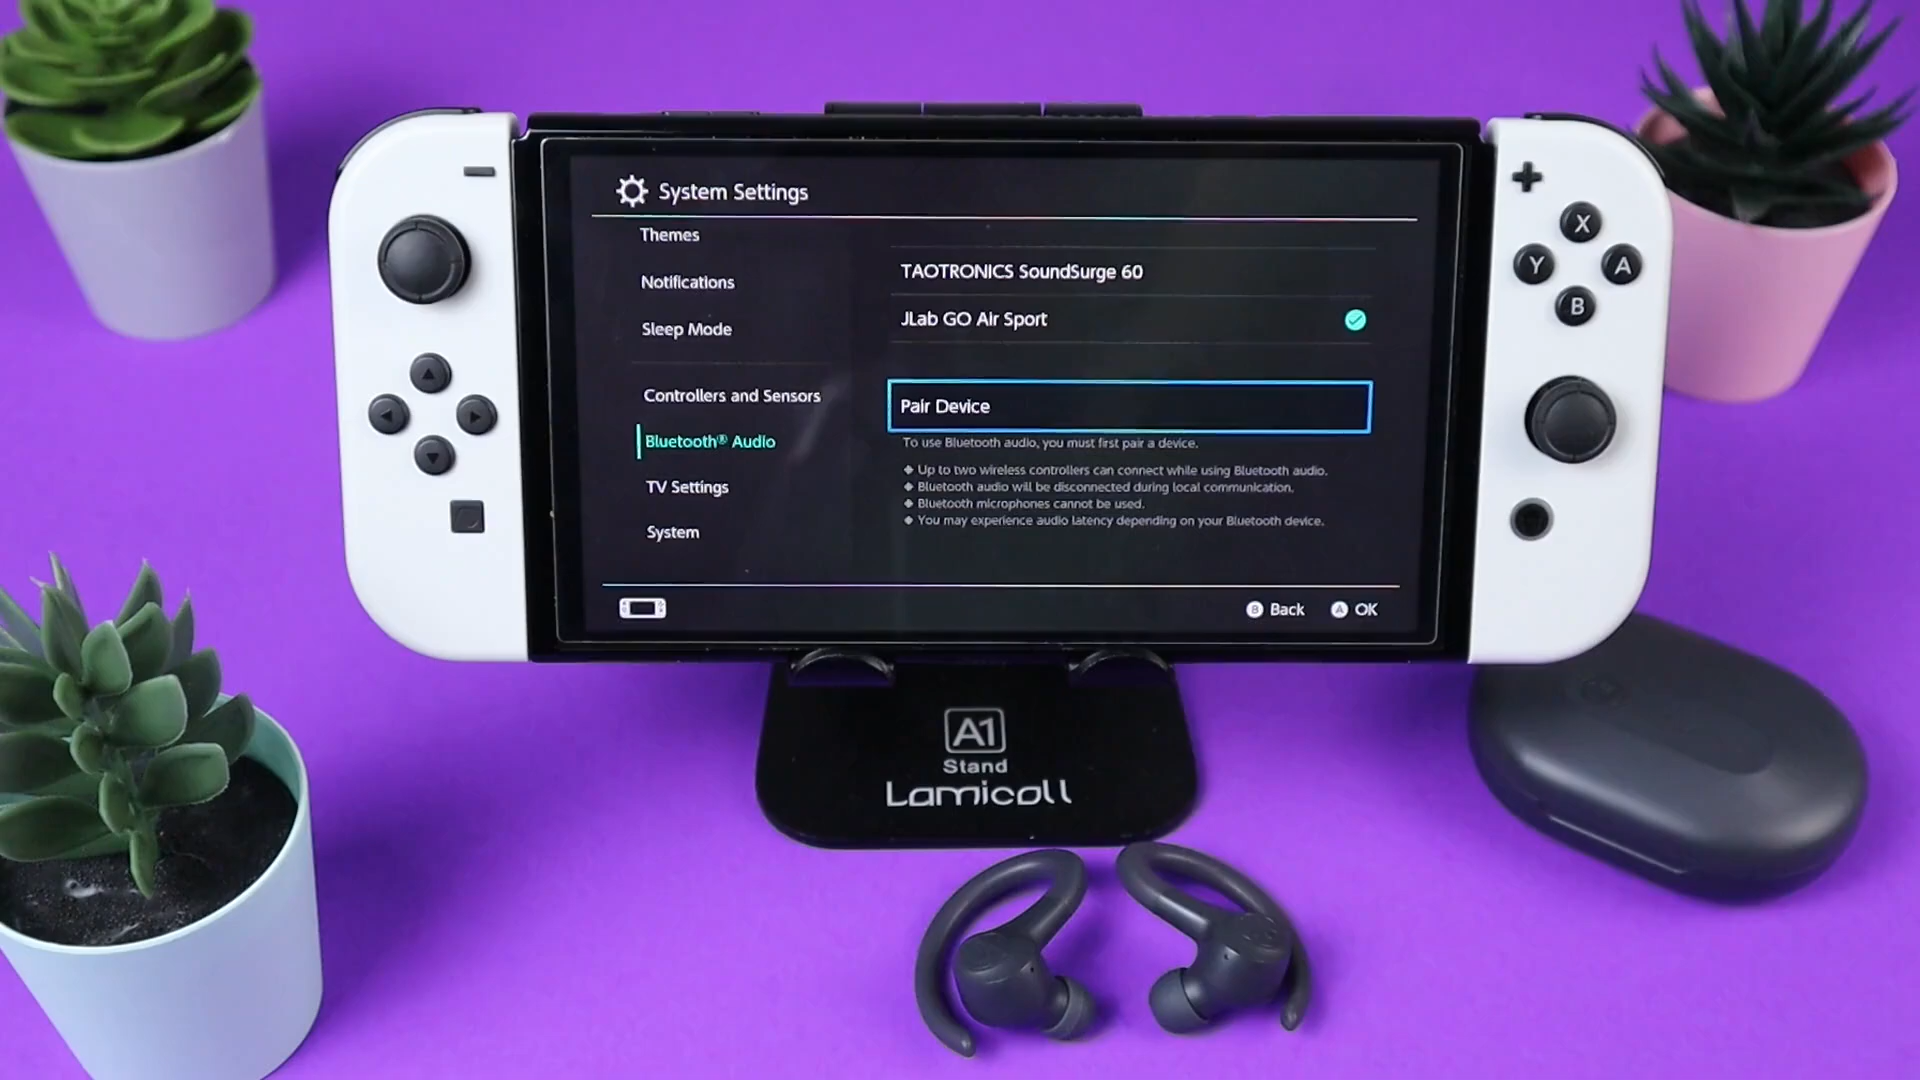 System Settings
Themes
Notifications
Sleep Mode
Controllers and Sensors
Bluetooth® Audio
TV Settings
System
TAOTRONICS SoundSurge 60
JLab GO Air Sport
Pair Device
To use Bluetooth audio, you must first pair a device.
◆ Up to two wireless controllers can connect while using Bluetooth audio.
◆ Bluetooth audio will be disconnected during local communication.
◆ Bluetooth microphones cannot be used.
◆ You may experience audio latency depending on your Bluetooth device.
B Back A OK
X
Y A
B
A1
Stand
Lamicall